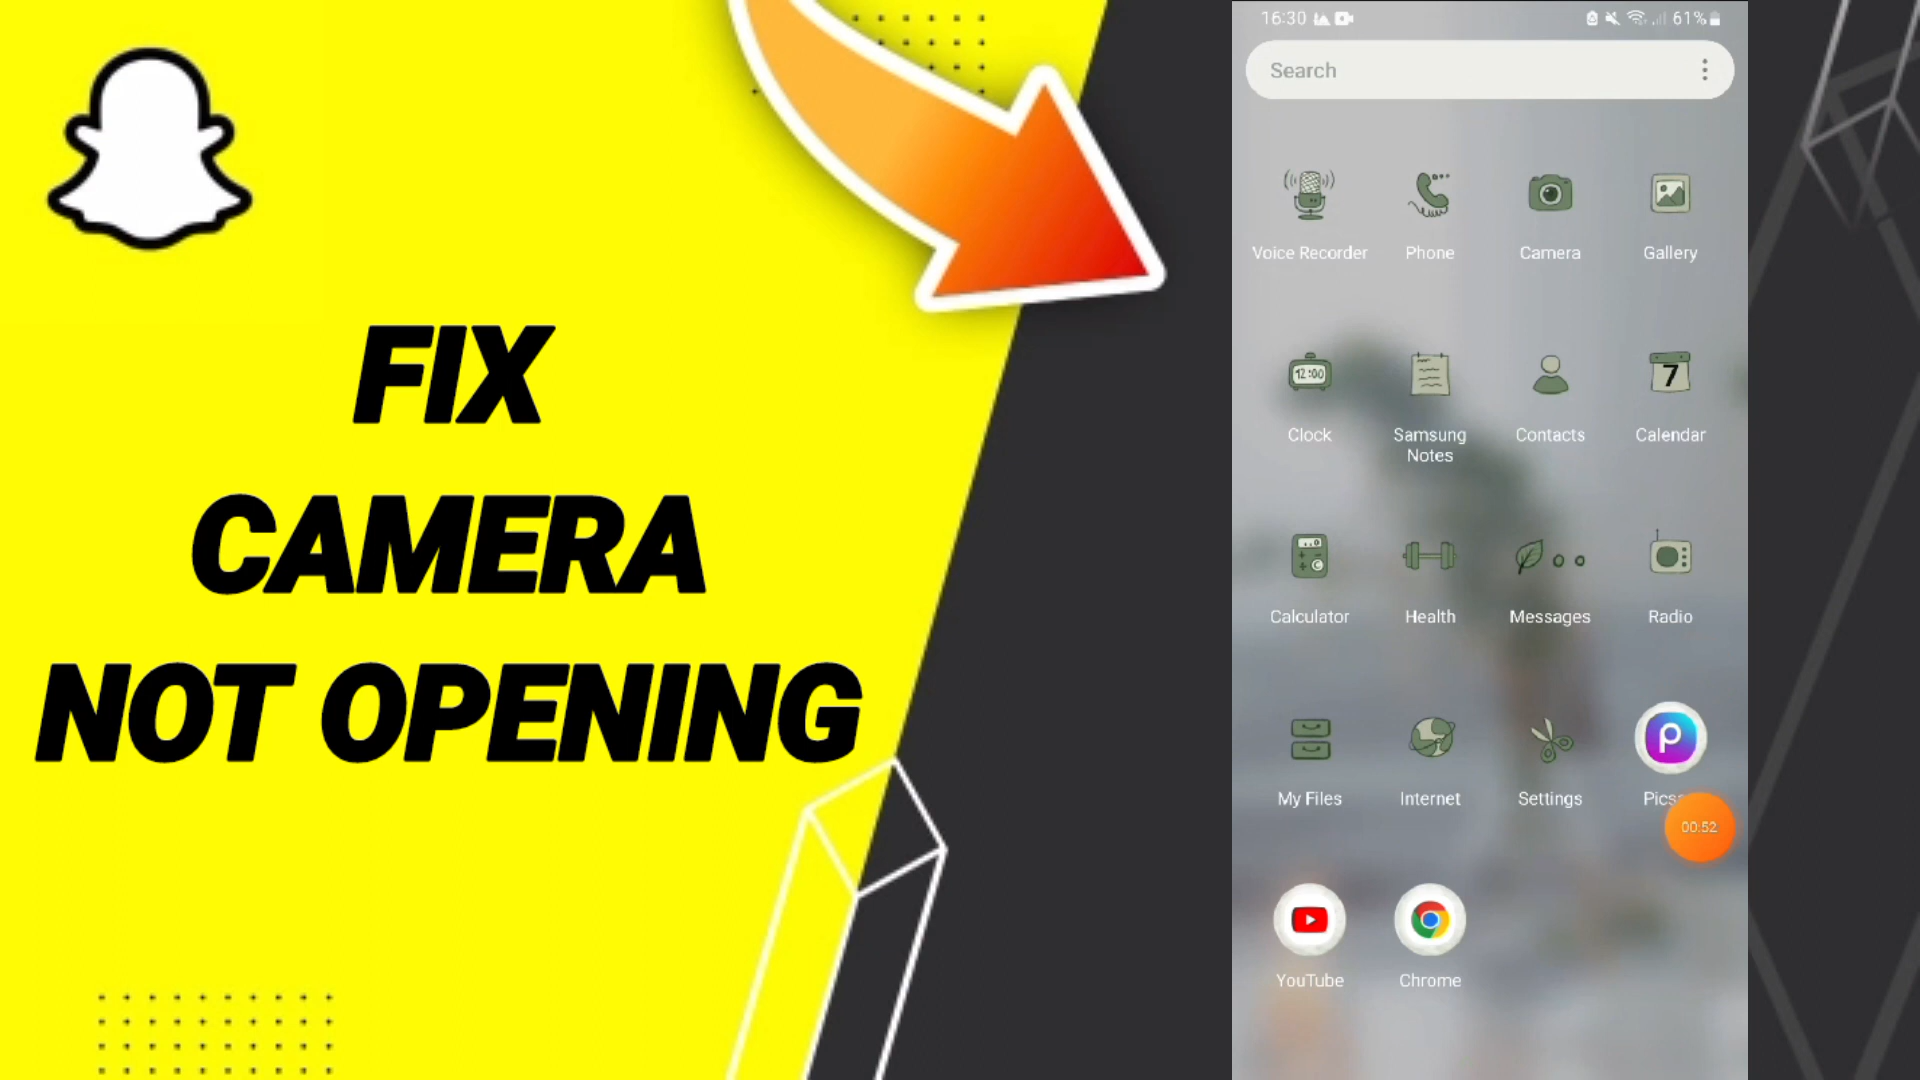 FIX
CAMERA
NOT OPENING
16:30
61%
Search
Voice Recorder
Phone
Camera
Gallery
12:00
7
Clock
Samsung
Notes
Contacts
Calendar
Calculator
Health
Messages
Radio
My Files
Internet
Settings
00:52
YouTube
Chrome